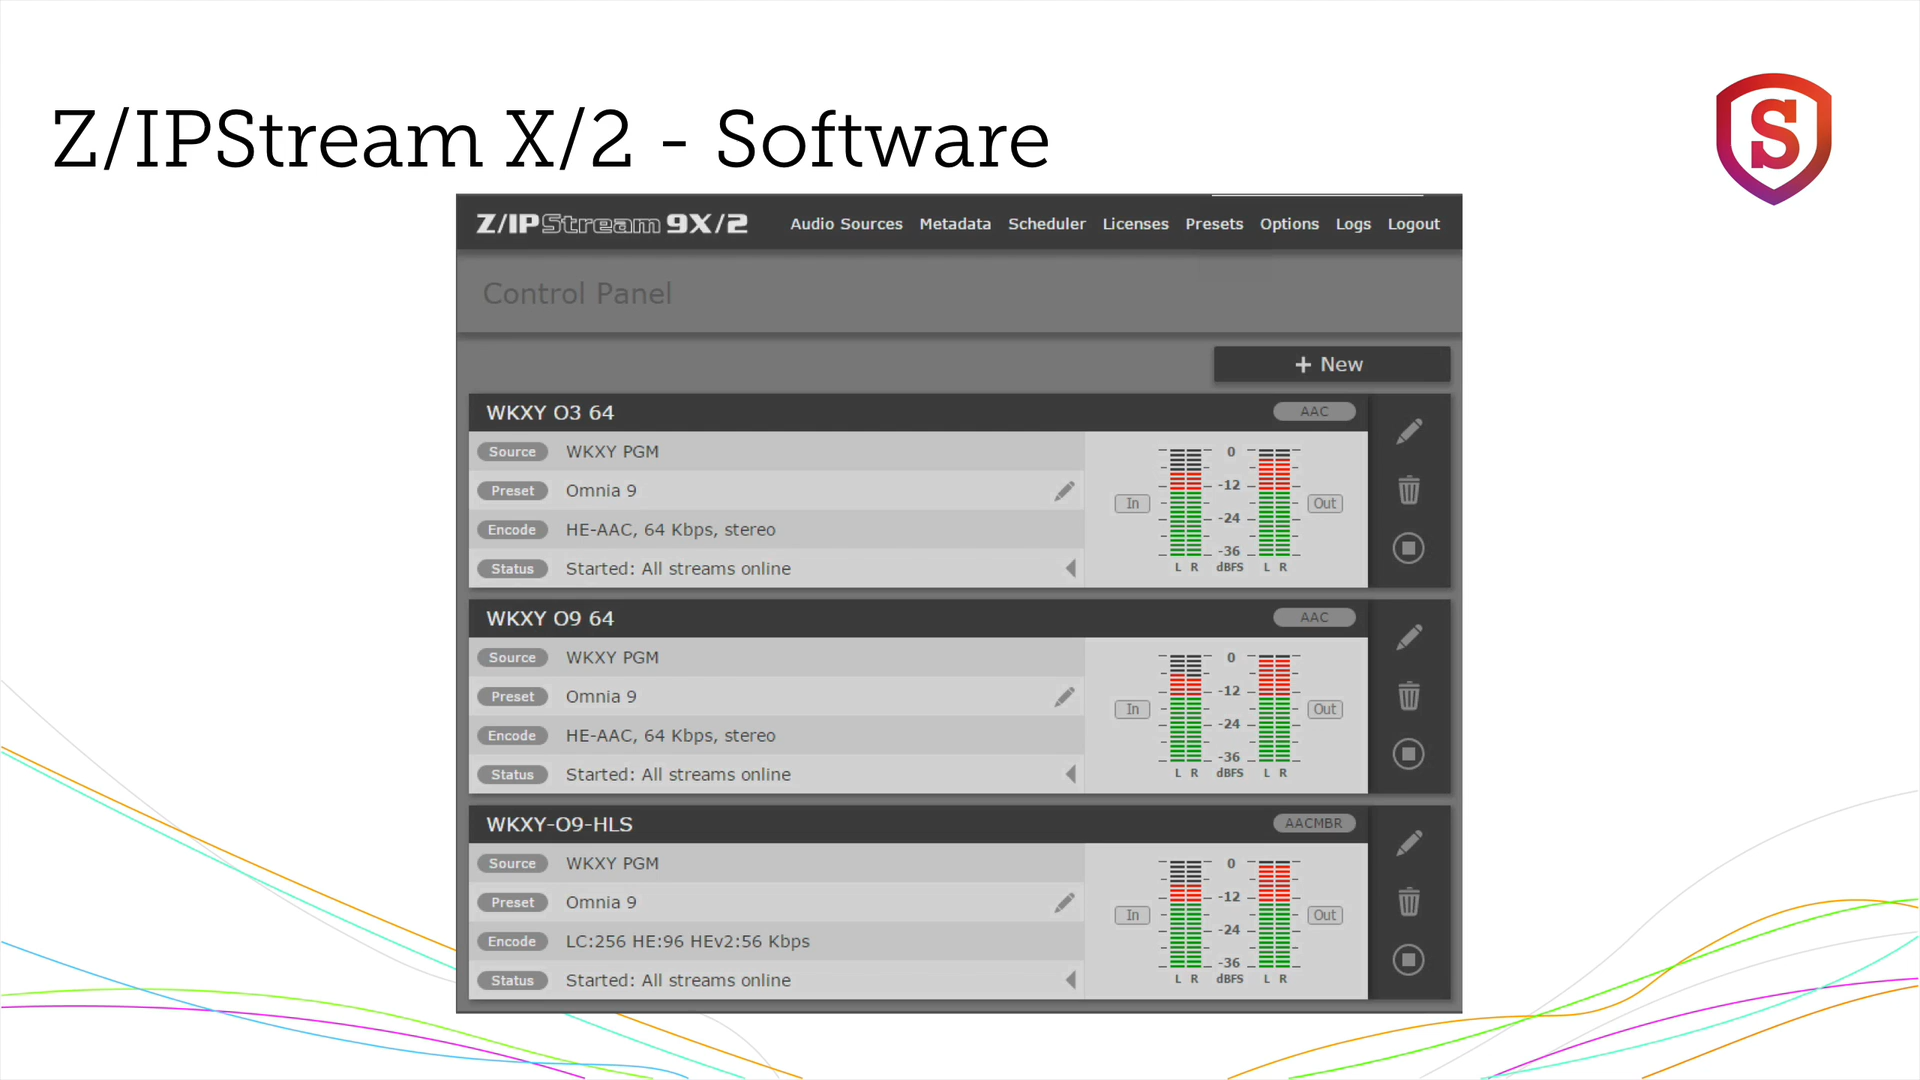 Z/IPStream X/2 - Software
S
Z/IPStream 9X/2 Audio Sources Metadata Scheduler Licenses Presets Options Logs Logout
Control Panel
+ New
WKXY O3 64 AAC
Source WKXY PGM
Preset Omnia 9
Encode HE-AAC, 64 Kbps, stereo
Status Started: All streams online
In 0 -12 -24 -36 Out
L R dBFS L R
WKXY O9 64 AAC
Source WKXY PGM
Preset Omnia 9
Encode HE-AAC, 64 Kbps, stereo
Status Started: All streams online
In 0 -12 -24 -36 Out
L R dBFS L R
WKXY-O9-HLS AACMBR
Source WKXY PGM
Preset Omnia 9
Encode LC:256 HE:96 HEv2:56 Kbps
Status Started: All streams online
In 0 -12 -24 -36 Out
L R dBFS L R